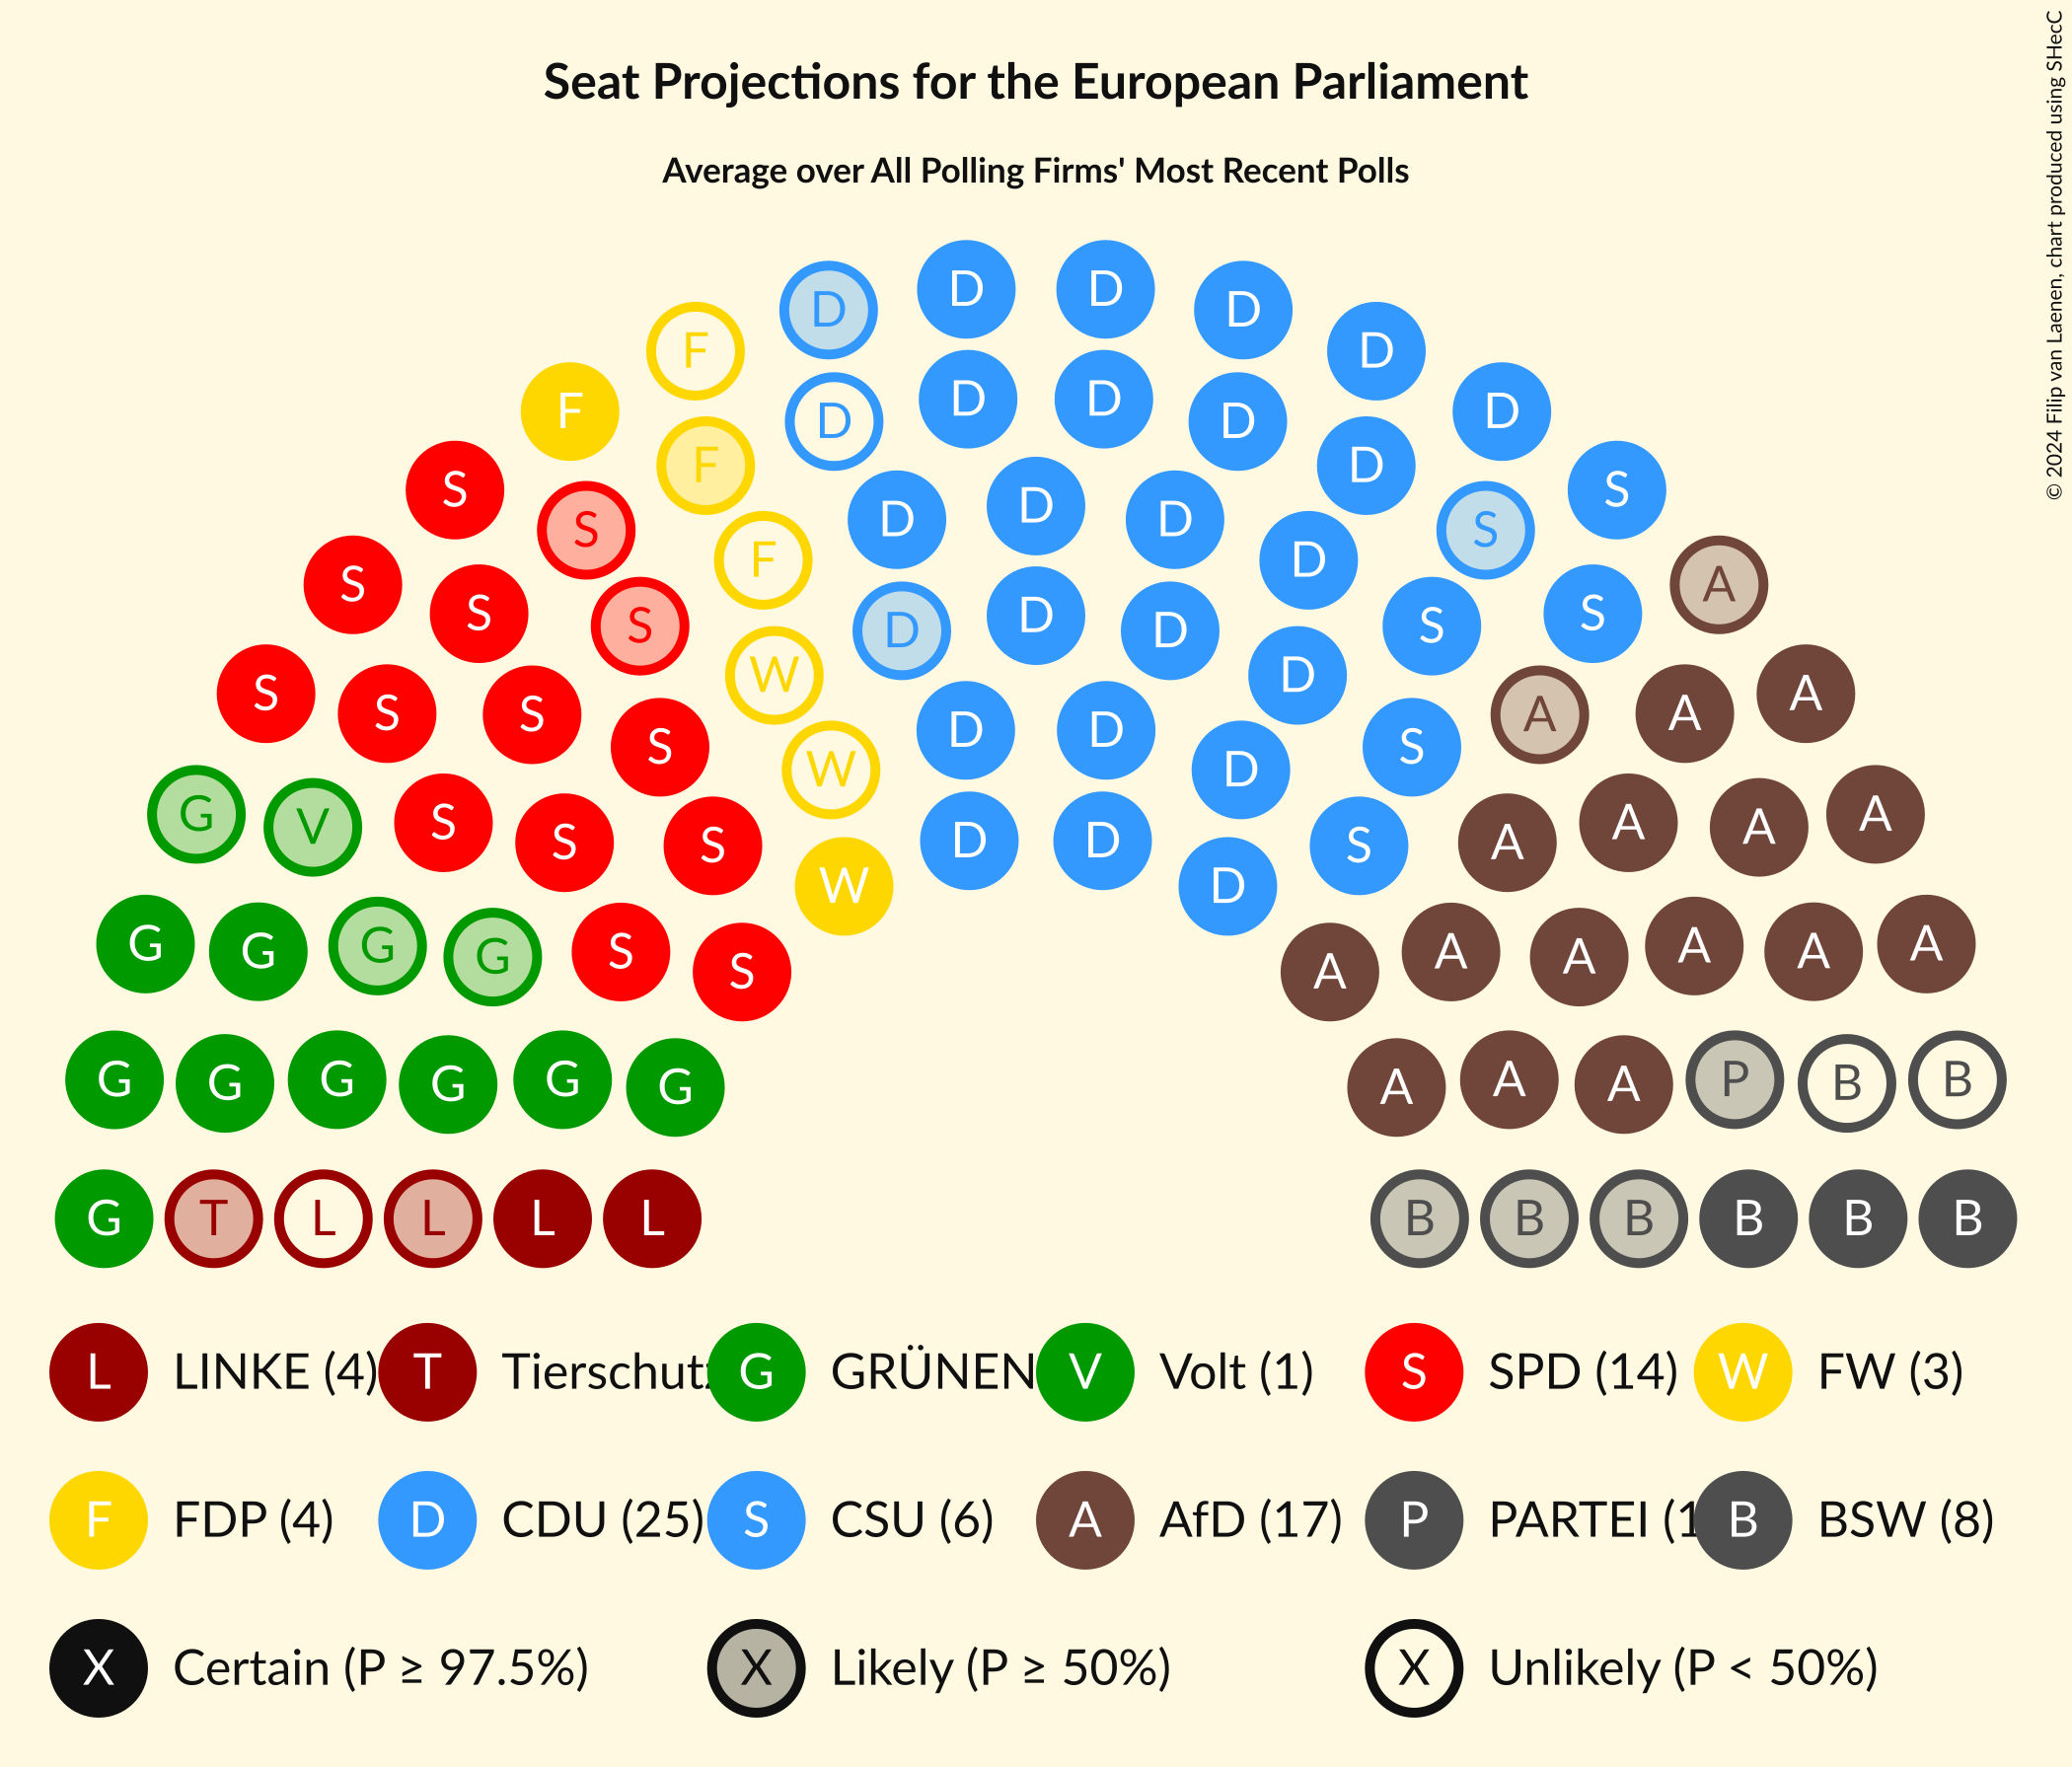 Seat Projections for the European Parliament
Average over All Polling Firms' Most Recent Polls
© 2024 Filip van Laenen, chart produced using SHecC
D D D D
F D D
F D D D D D
F D D
S F D D D S
S S D S
F D
S S A
S D D D S
S W D A A
S S A
S D D D
S W S
G V S S S D D S A A A A
W D
G G G G S S A A A A A A
G G G G G G A A A P B B
G T L L L L B B B B B B
L LINKE (4) T Tierschutz G GRÜNEN V Volt (1) S SPD (14) W FW (3)
F FDP (4) D CDU (25) S CSU (6) A AfD (17) P PARTEI (1 B BSW (8)
X Certain (P ≥ 97.5%) X Likely (P ≥ 50%) X Unlikely (P < 50%)